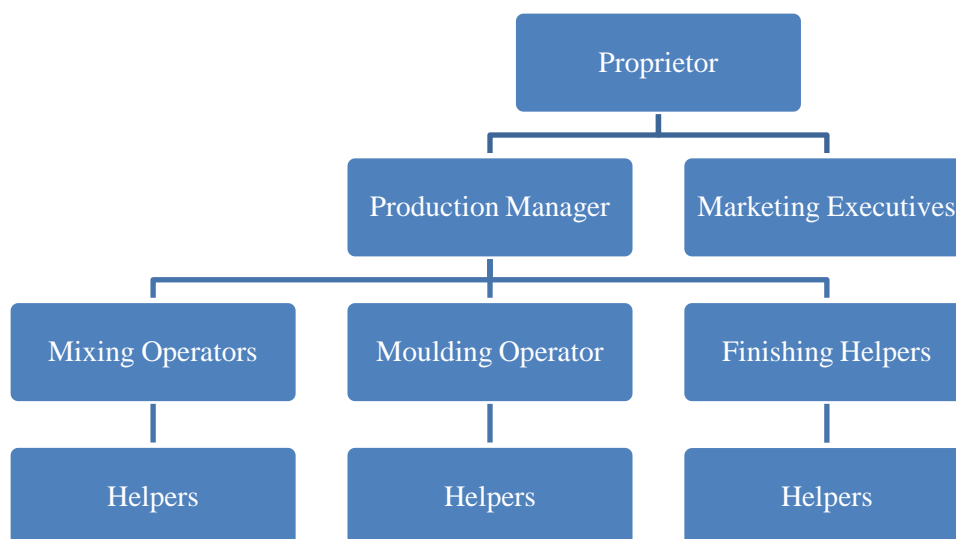 Proprietor
Production Manager
Marketing Executives
Mixing Operators
Moulding Operator
Finishing Helpers
Helpers
Helpers
Helpers